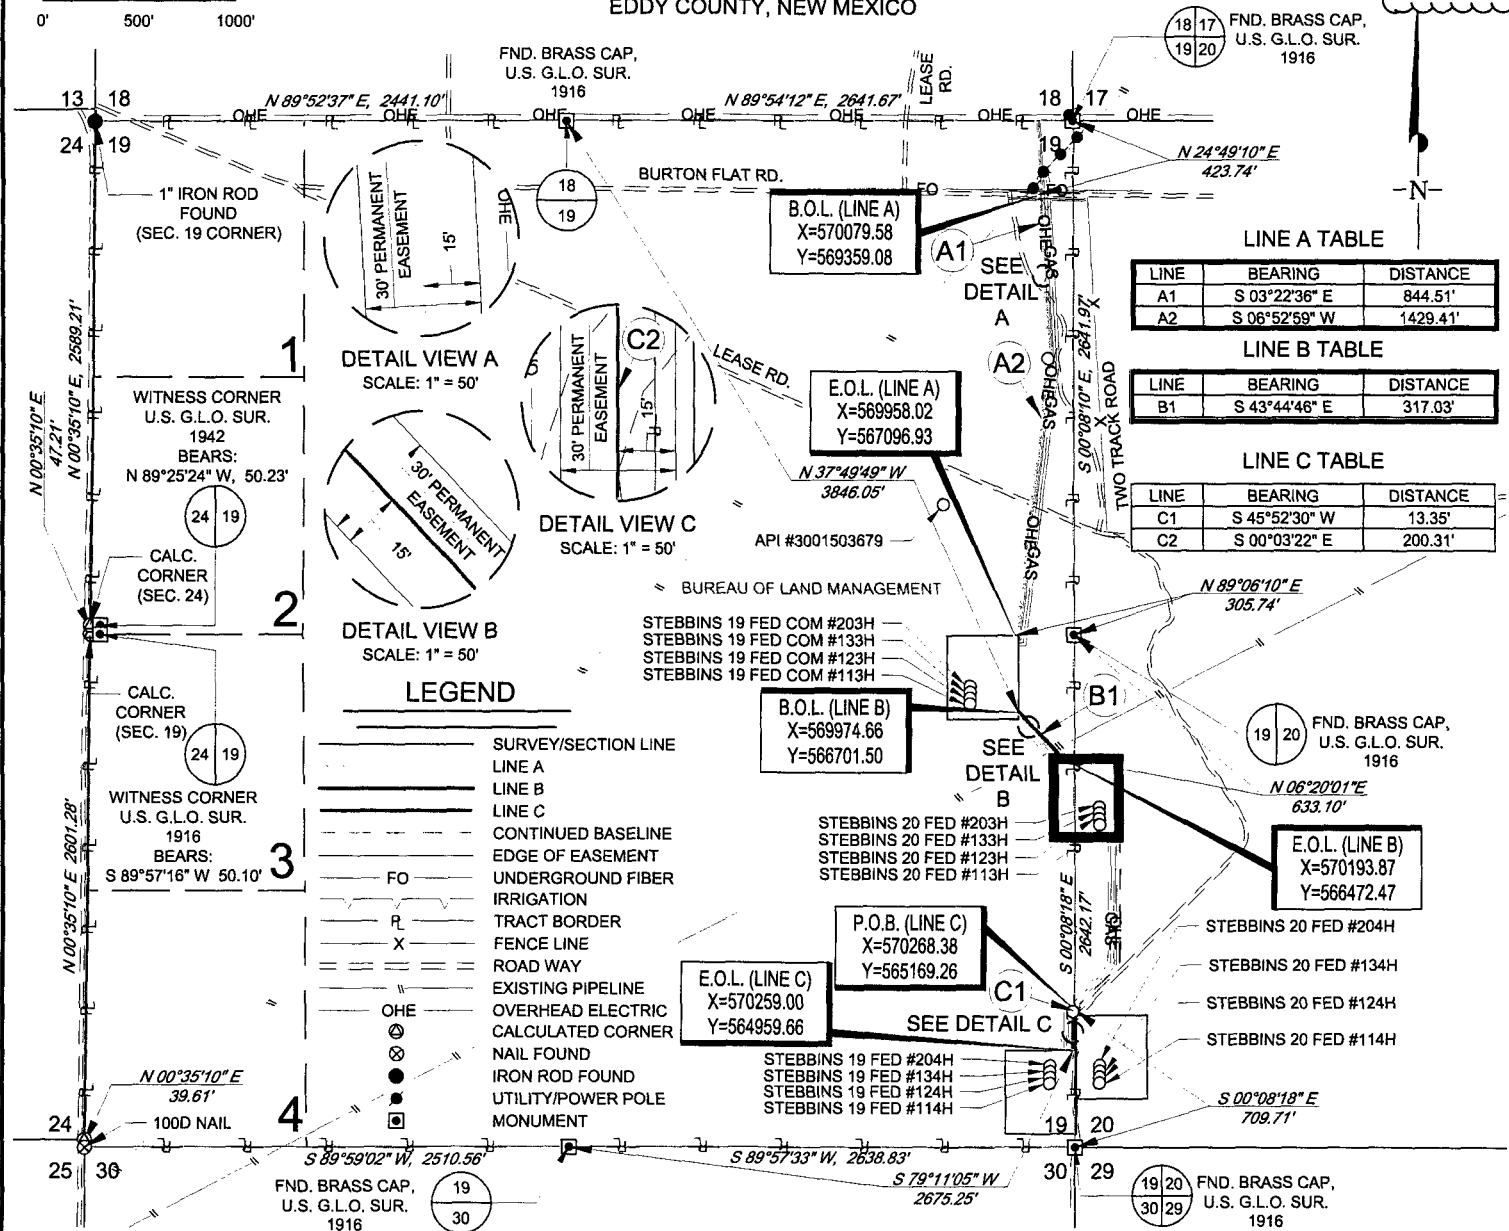 EDDY COUNTY, NEW MEXICO
0' 500' 1000'
18 17
19 20
FND. BRASS CAP,
U.S. G.L.O. SUR.
1916
FND. BRASS CAP,
U.S. G.L.O. SUR.
1916
LEASE
RD.
13 18
24 19
N 89°52'37" E, 2441.10'
N 89°54'12" E, 2641.67'
OHE OHE OHE OHE OHE OHE
18 17
19
N 24°49'10" E
423.74'
-N-
1" IRON ROD
FOUND
(SEC. 19 CORNER)
18
19
BURTON FLAT RD.
FO
30' PERMANENT
EASEMENT
15'
OHE
DETAIL VIEW A
SCALE: 1" = 50'
B.O.L. (LINE A)
X=570079.58
Y=569359.08
A1
SEE
DETAIL
A
OHE
GAS
LINE A TABLE
LINE BEARING DISTANCE
A1 S 03°22'36" E 844.51'
A2 S 06°52'59" W 1429.41'
LINE B TABLE
LINE BEARING DISTANCE
B1 S 43°44'46" E 317.03'
LINE C TABLE
LINE BEARING DISTANCE
C1 S 45°52'30" W 13.35'
C2 S 00°03'22" E 200.31'
N 00°35'10" E, 2589.21'
1
C2
30' PERMANENT
EASEMENT
15'
DETAIL VIEW C
SCALE: 1" = 50'
LEASE RD.
A2
OHE
GAS
S 00°08'10" E, 2641.97'
X
X
TWO TRACK ROAD
E.O.L. (LINE A)
X=569958.02
Y=567096.93
N 00°35'10" E
47.21'
WITNESS CORNER
U.S. G.L.O. SUR.
1942
BEARS:
N 89°25'24" W, 50.23'
24 19
CALC.
CORNER
(SEC. 24)
30' PERMANENT
EASEMENT
15'
DETAIL VIEW B
SCALE: 1" = 50'
N 37°49'49" W
3846.05'
API #3001503679
OHE
GAS
BUREAU OF LAND MANAGEMENT
N 89°06'10" E
305.74'
2
STEBBINS 19 FED COM #203H
STEBBINS 19 FED COM #133H
STEBBINS 19 FED COM #123H
STEBBINS 19 FED COM #113H
B.O.L. (LINE B)
X=569974.66
Y=566701.50
B1
SEE
DETAIL
B
19 20
FND. BRASS CAP,
U.S. G.L.O. SUR.
1916
N 06°20'01"E
633.10'
CALC.
CORNER
(SEC. 19)
24 19
WITNESS CORNER
U.S. G.L.O. SUR.
1916
BEARS:
S 89°57'16" W 50.10'
3
N 00°35'10" E 2601.28'
LEGEND
SURVEY/SECTION LINE
LINE A
LINE B
LINE C
CONTINUED BASELINE
EDGE OF EASEMENT
FO UNDERGROUND FIBER
IRRIGATION
TRACT BORDER
X FENCE LINE
ROAD WAY
EXISTING PIPELINE
OHE OVERHEAD ELECTRIC
CALCULATED CORNER
NAIL FOUND
IRON ROD FOUND
UTILITY/POWER POLE
MONUMENT
STEBBINS 20 FED #203H
STEBBINS 20 FED #133H
STEBBINS 20 FED #123H
STEBBINS 20 FED #113H
E.O.L. (LINE B)
X=570193.87
Y=566472.47
S 00°08'18" E
2642.17'
P.O.B. (LINE C)
X=570268.38
Y=565169.26
E.O.L. (LINE C)
X=570259.00
Y=564959.66
C1
SEE DETAIL C
STEBBINS 20 FED #204H
STEBBINS 20 FED #134H
STEBBINS 20 FED #124H
STEBBINS 20 FED #114H
STEBBINS 19 FED #204H
STEBBINS 19 FED #134H
STEBBINS 19 FED #124H
STEBBINS 19 FED #114H
N 00°35'10" E
39.61'
100D NAIL
4
24
25 30
S 00°08'18" E
709.71'
19 20
30 29
S 89°59'02" W, 2510.56'
S 89°57'33" W, 2638.83'
S 79°11'05" W
2675.25'
FND. BRASS CAP,
U.S. G.L.O. SUR.
1916
19
30
19 20
30 29
FND. BRASS CAP,
U.S. G.L.O. SUR.
1916